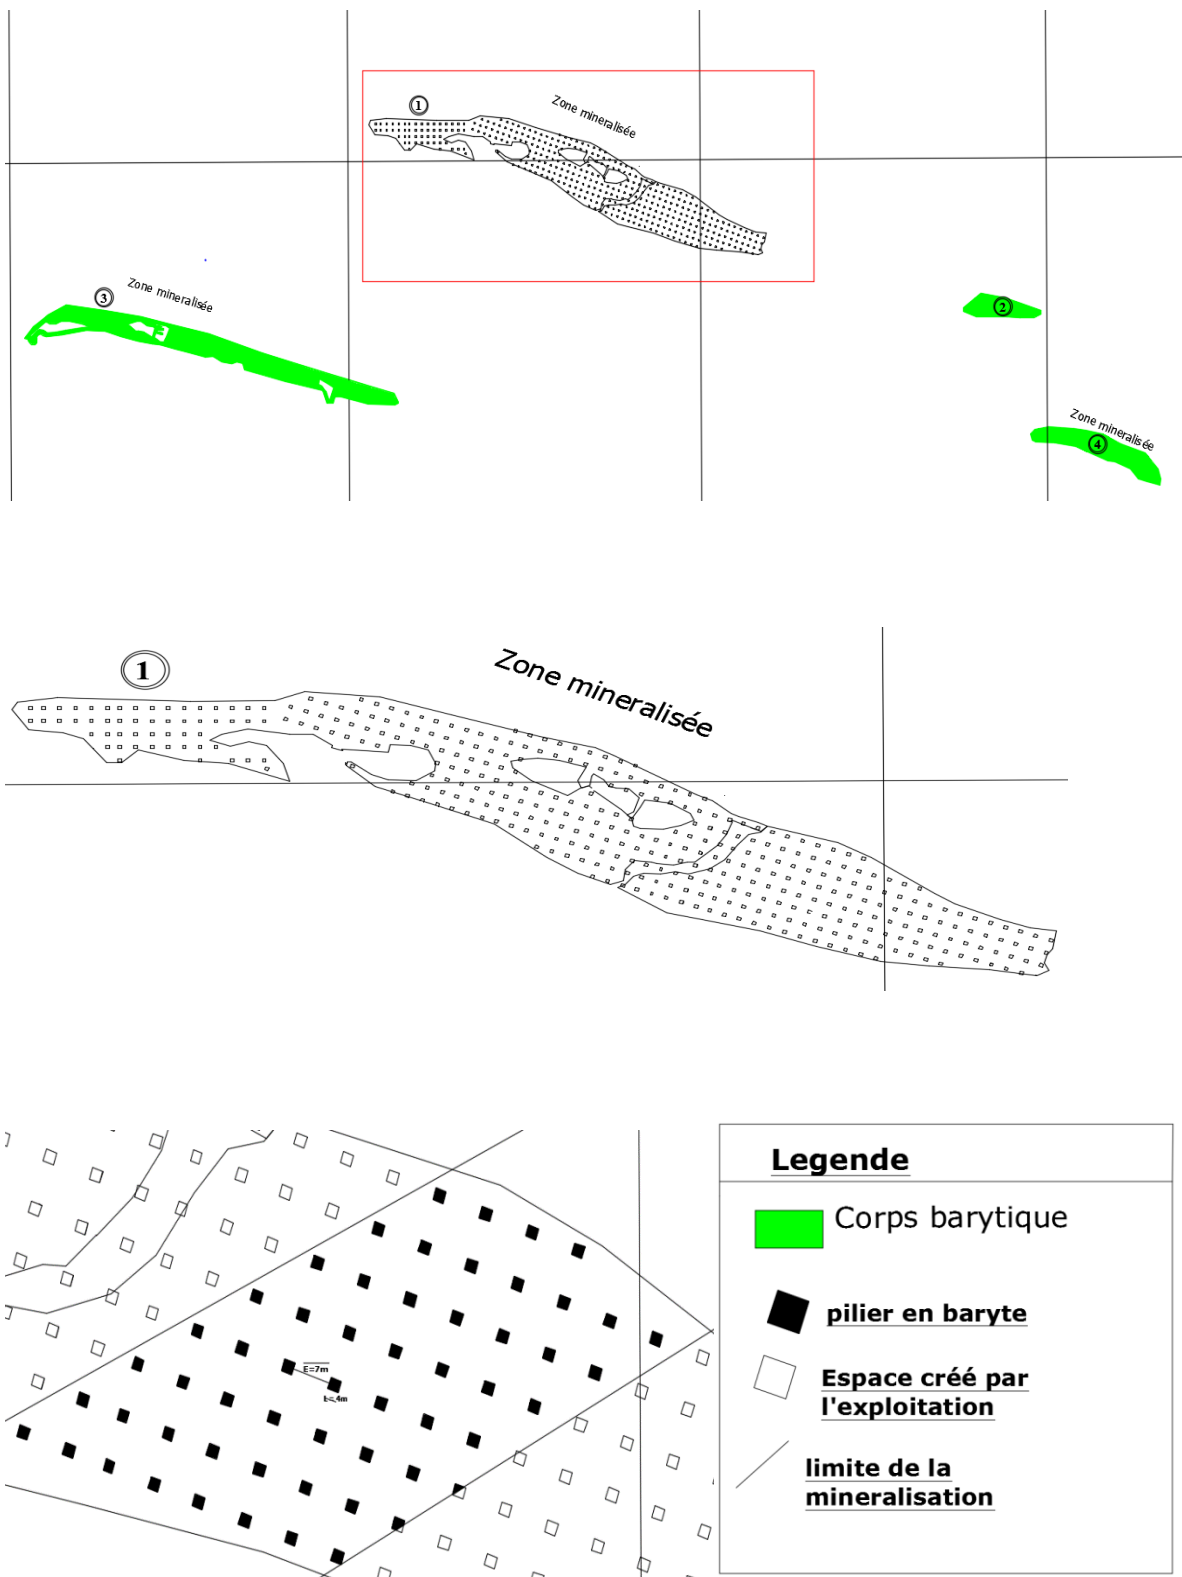 1
Zone mineralisée
3
Zone mineralisée
2
Zone mineralisée
4
1
Zone mineralisée
E=7m
L=4m
Legende
Corps barytique
pilier en baryte
Espace créé par
l'exploitation
limite de la
mineralisation